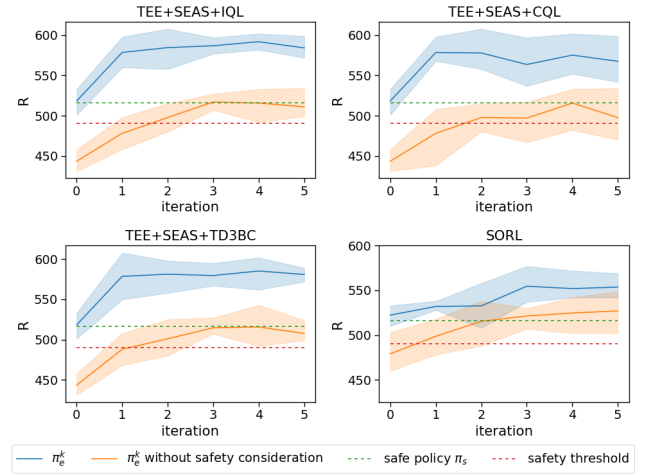 TEE+SEAS+IQL
TEE+SEAS+CQL
R
600
550
500
450
0 1 2 3 4 5
iteration
R
600
550
500
450
0 1 2 3 4 5
iteration
TEE+SEAS+TD3BC
SORL
R
600
550
500
450
0 1 2 3 4 5
iteration
R
600
550
500
450
0 1 2 3 4 5
iteration
π_e^k
π_e^k without safety consideration
safe policy π_s
safety threshold